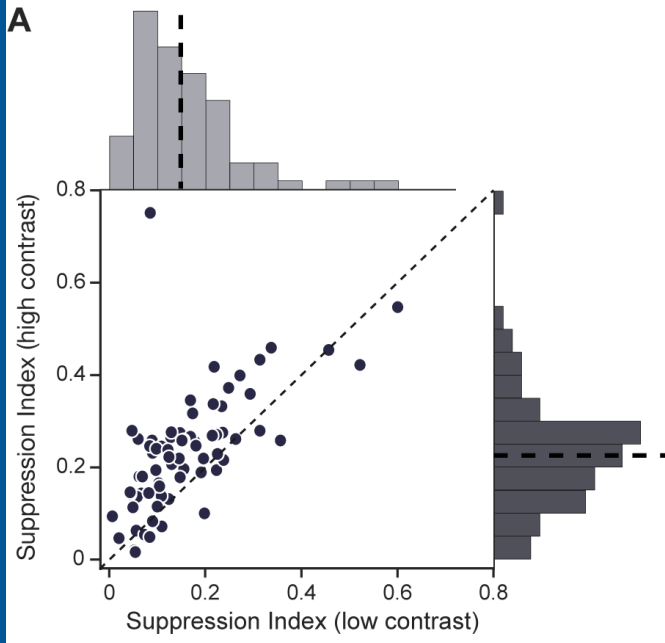 A
0.8
0.6
0.4
0.2
0
Suppression Index (high contrast)
0 0.2 0.4 0.6 0.8
Suppression Index (low contrast)